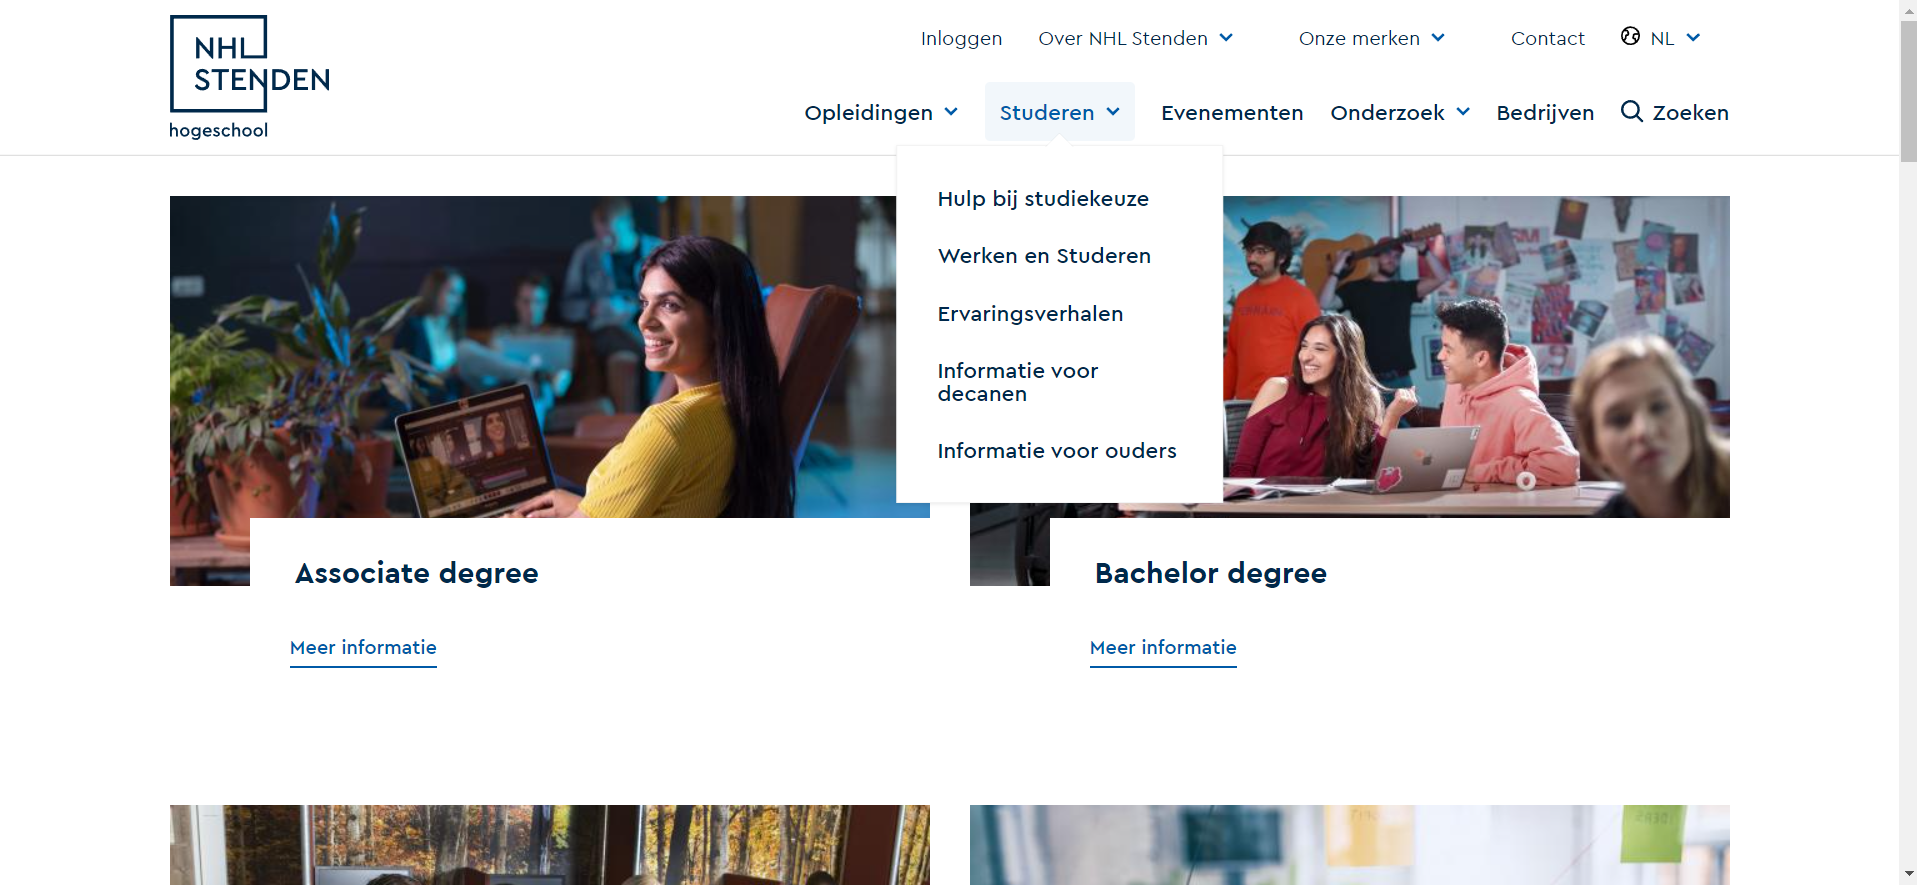 NHL
STENDEN
hogeschool
Inloggen
Over NHL Stenden
Onze merken
Contact
NL
Opleidingen
Studeren
Evenementen
Onderzoek
Bedrijven
Zoeken
Hulp bij studiekeuze
Werken en Studeren
Ervaringsverhalen
Informatie voor
decanen
Informatie voor ouders
Associate degree
Meer informatie
Bachelor degree
Meer informatie